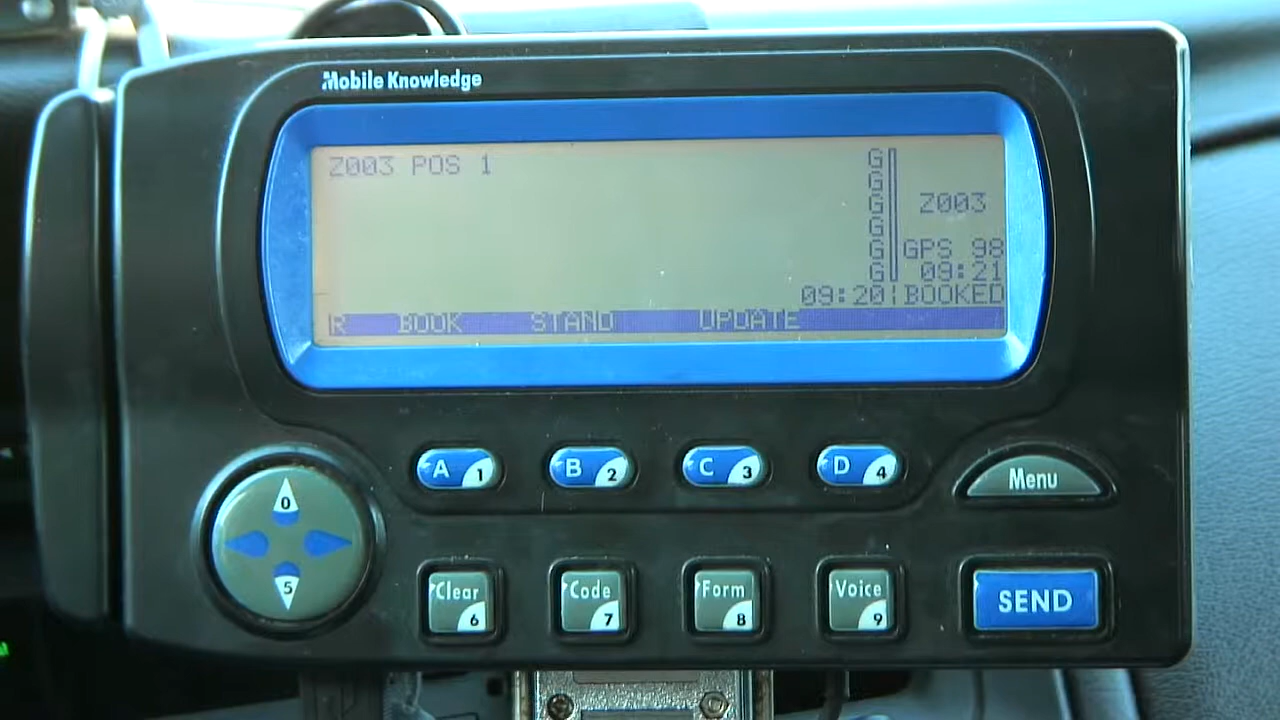 Mobile Knowledge
Z003 POS 1
G
G
G Z003
G
G GPS 98
G 09:21
09:20 BOOKED
R BOOK STAND UPDATE
A 1 B 2 C 3 D 4
Menu
0
5
Clear 6 Code 7 Form 8 Voice 9
SEND